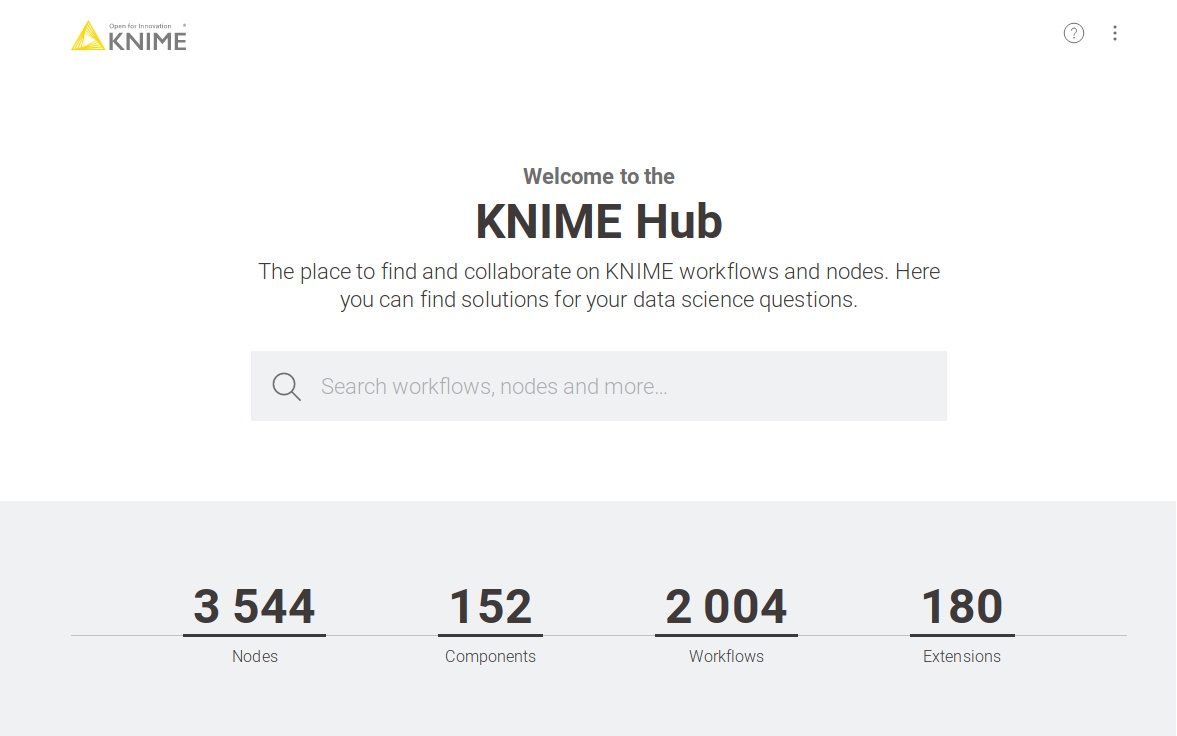 Open for Innovation ®
KNIME
?
Welcome to the
KNIME Hub
The place to find and collaborate on KNIME workflows and nodes. Here
you can find solutions for your data science questions.
Search workflows, nodes and more...
3 544 152 2 004 180
Nodes Components Workflows Extensions